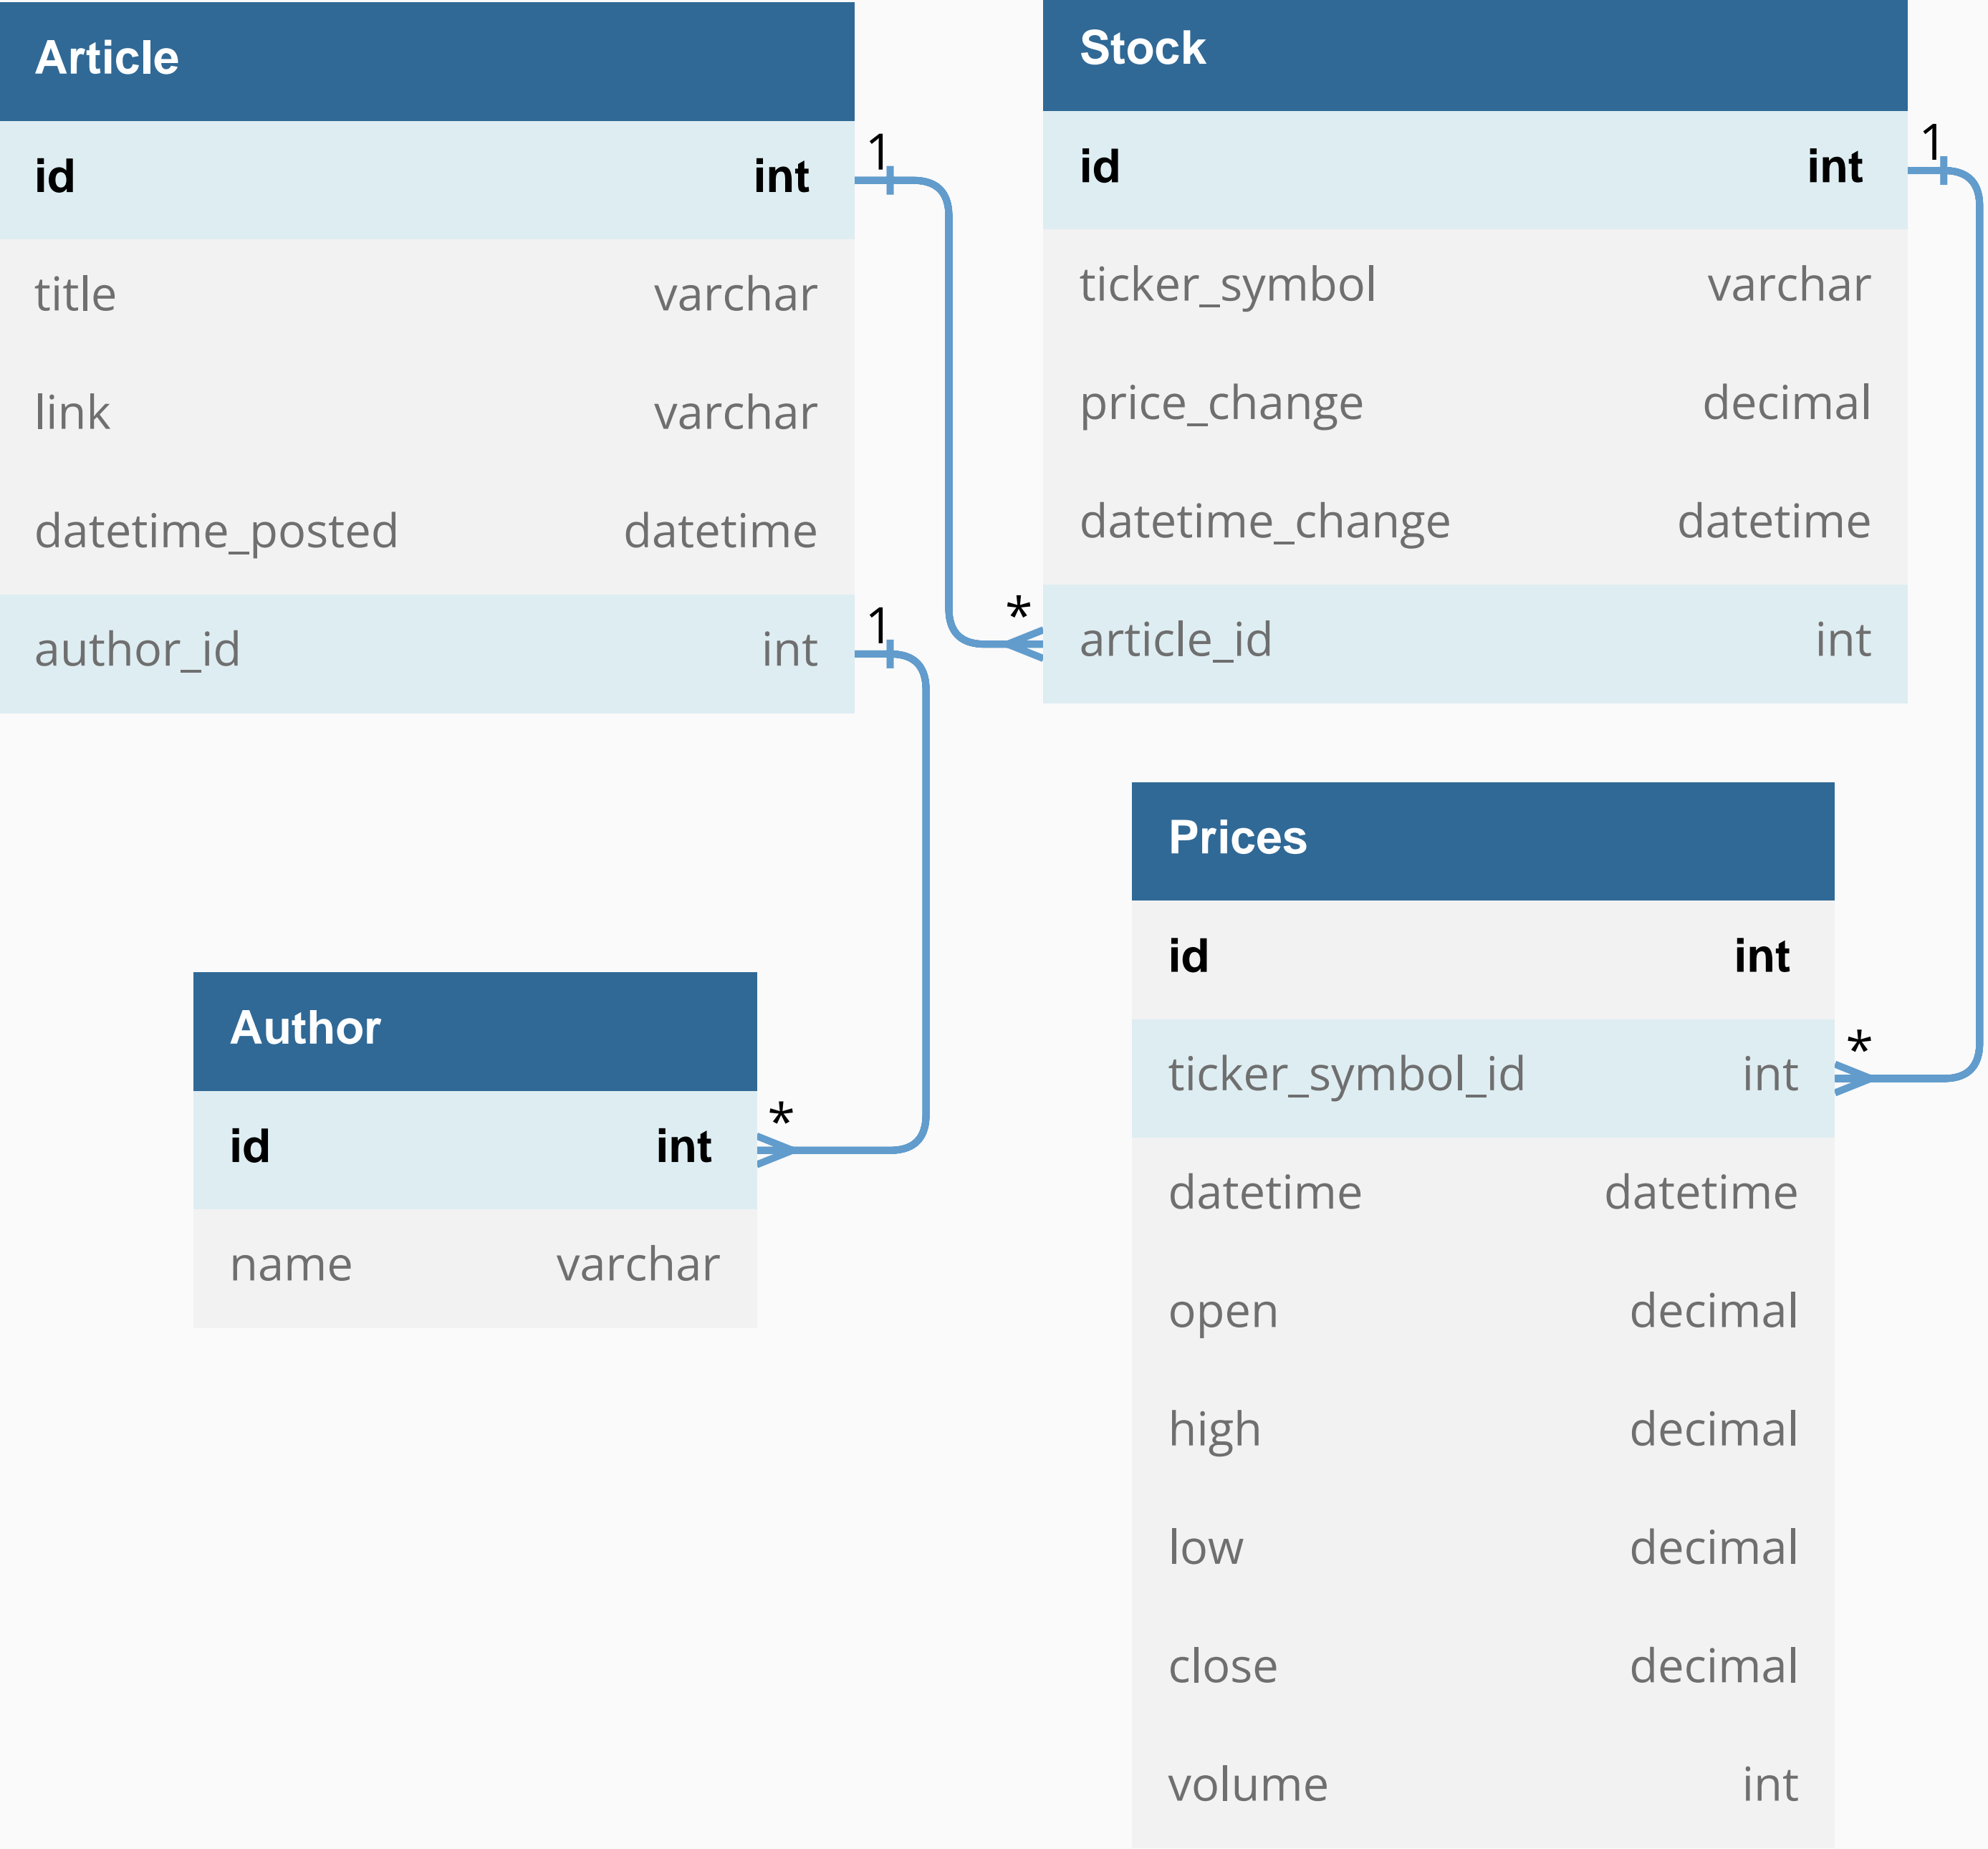 Article
id int
title varchar
link varchar
datetime_posted datetime
author_id int
1
1
Stock
id int
ticker_symbol varchar
price_change decimal
datetime_change datetime
article_id int
1
*
Author
id int
name varchar
*
Prices
id int
ticker_symbol_id int
datetime datetime
open decimal
high decimal
low decimal
close decimal
volume int
*